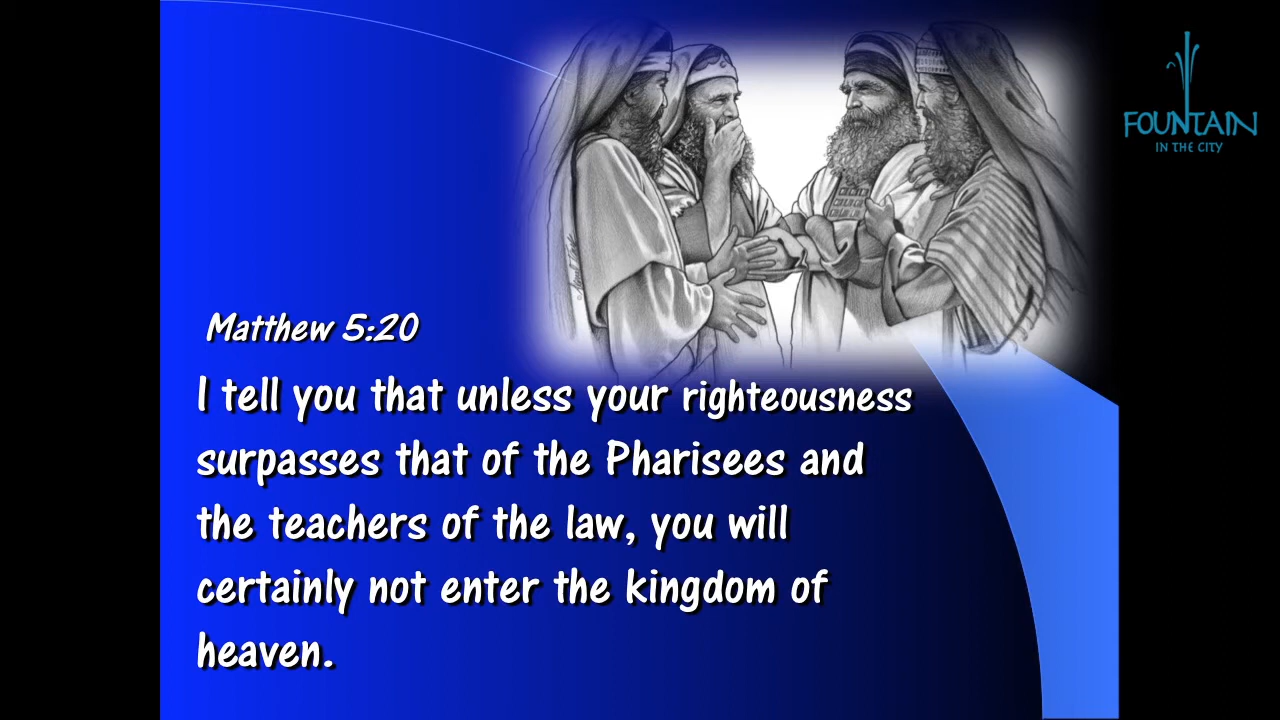 FOUNTAIN
IN THE CITY
Matthew 5:20
I tell you that unless your righteousness
surpasses that of the Pharisees and
the teachers of the law, you will
certainly not enter the kingdom of
heaven.